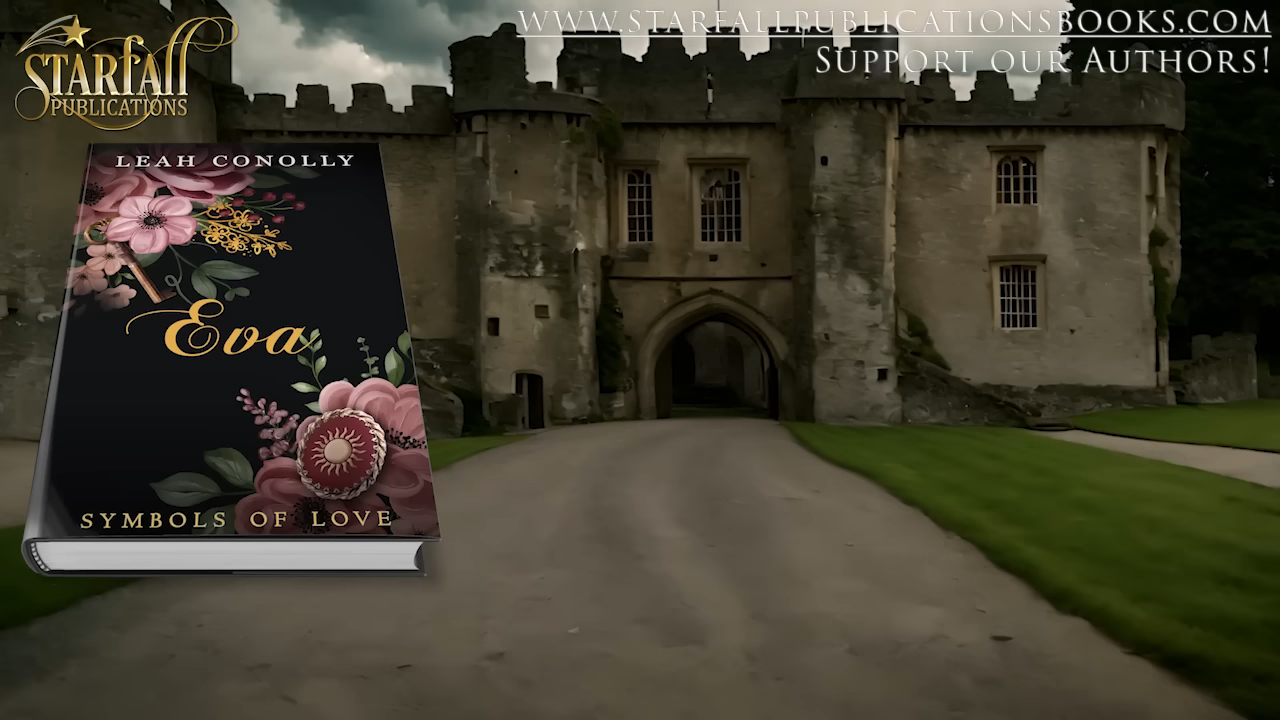 STARfall
PUBLICATIONS
www.starfallpublicationsbooks.com
Support our Authors!
LEAH CONOLLY
Eva
SYMBOLS OF LOVE